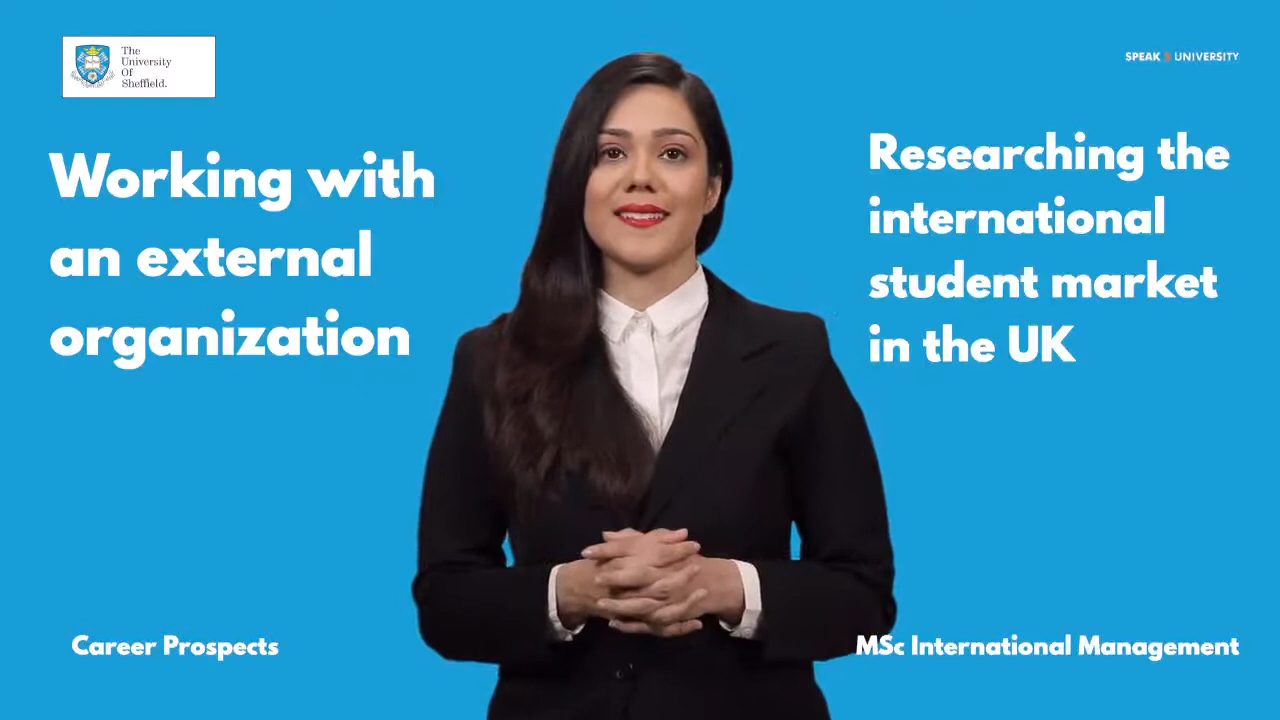 The
University
Of
Sheffield.
SPEAK UNIVERSITY
Working with
an external
organization
Researching the
international
student market
in the UK
Career Prospects
MSc International Management